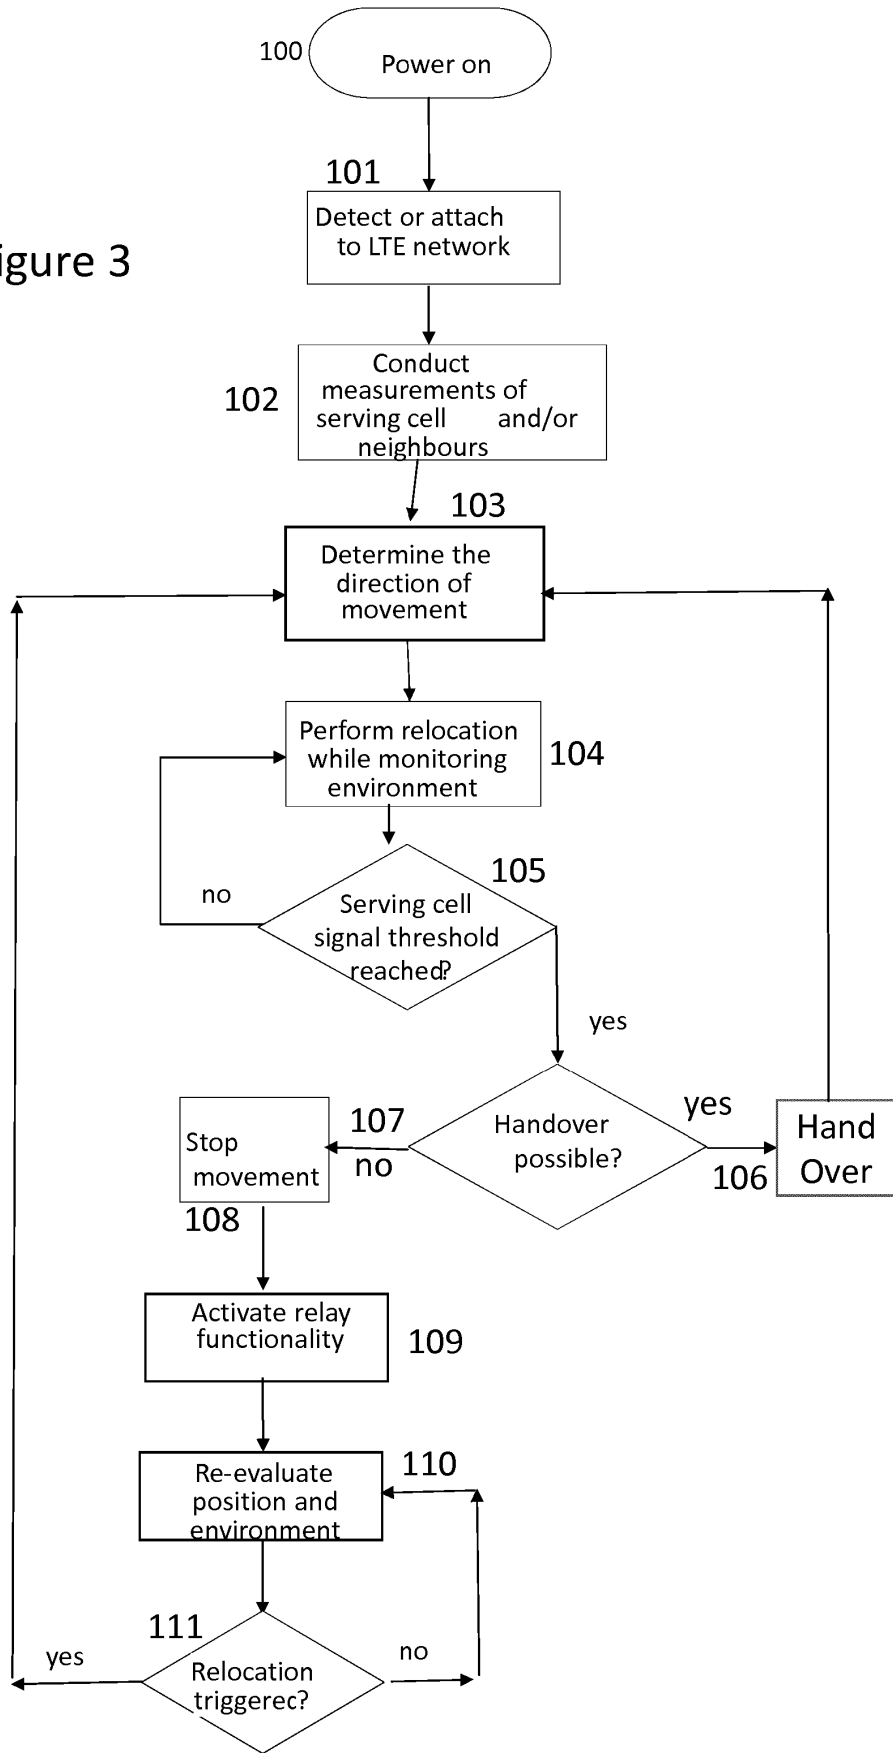 100
Power on
101
Detect or attach
to LTE network
igure 3
102
Conduct
measurements of
serving cell and/or
neighbours
103
Determine the
direction of
movement
Perform relocation
while monitoring
environment
104
105
no
Serving cell
signal threshold
reached?
yes
Handover
possible?
yes
106
Hand
Over
107
no
Stop
movement
108
Activate relay
functionality
109
110
Re-evaluate
position and
environment
111
yes
no
Relocation
triggerec?